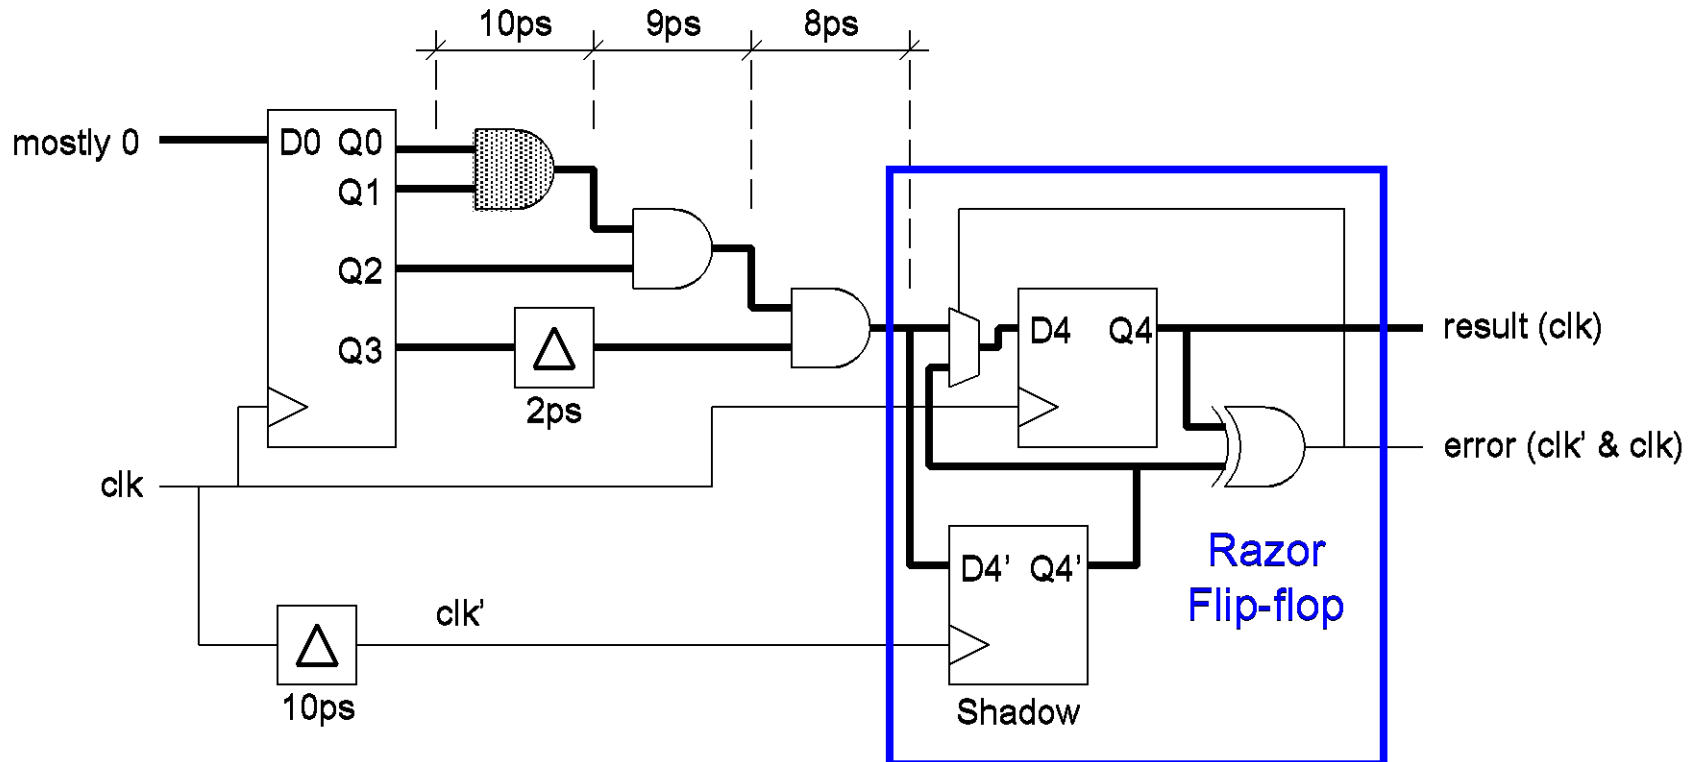 10ps 9ps 8ps
mostly 0
D0 Q0
Q1
Q2
Q3
Δ
2ps
D4 Q4
result (clk)
error (clk' & clk)
clk
Razor
Flip-flop
D4' Q4'
clk'
Δ
10ps
Shadow